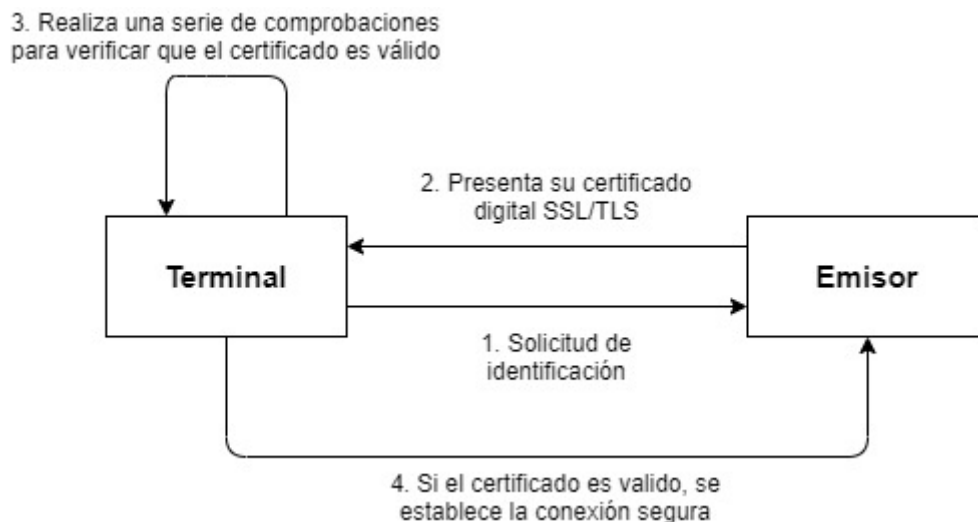 3. Realiza una serie de comprobaciones
para verificar que el certificado es válido
2. Presenta su certificado
digital SSL/TLS
Terminal
Emisor
1. Solicitud de
identificación
4. Si el certificado es valido, se
establece la conexión segura